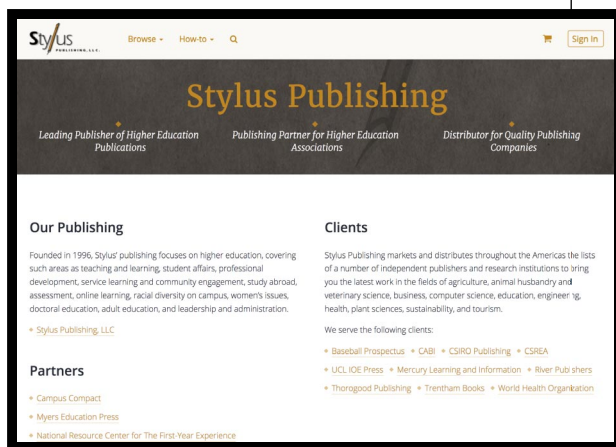 Stylus
PUBLISHING, LLC.
Browse
How-to
Sign In
Stylus Publishing
Leading Publisher of Higher Education
Publications
Publishing Partner for Higher Education
Associations
Distributor for Quality Publishing
Companies
Our Publishing
Founded in 1996, Stylus’ publishing focuses on higher education, covering
such areas as teaching and learning, student affairs, professional
development, service learning and community engagement, study abroad,
assessment, online learning, racial diversity on campus, women’s issues,
doctoral education, adult education, and leadership and administration.
Stylus Publishing, LLC
Partners
Campus Compact
Myers Education Press
National Resource Center for The First-Year Experience
Clients
Stylus Publishing markets and distributes throughout the Americas the lists
of a number of independent publishers and research institutions to bring
you the latest work in the fields of agriculture, animal husbandry and
veterinary science, business, computer science, education, engineering,
health, plant sciences, sustainability, and tourism.
We serve the following clients:
Baseball Prospectus • CABI • CSIRO Publishing • CSREA
UCL IOE Press • Mercury Learning and Information • River Publishers
Thorogood Publishing • Trentham Books • World Health Organization